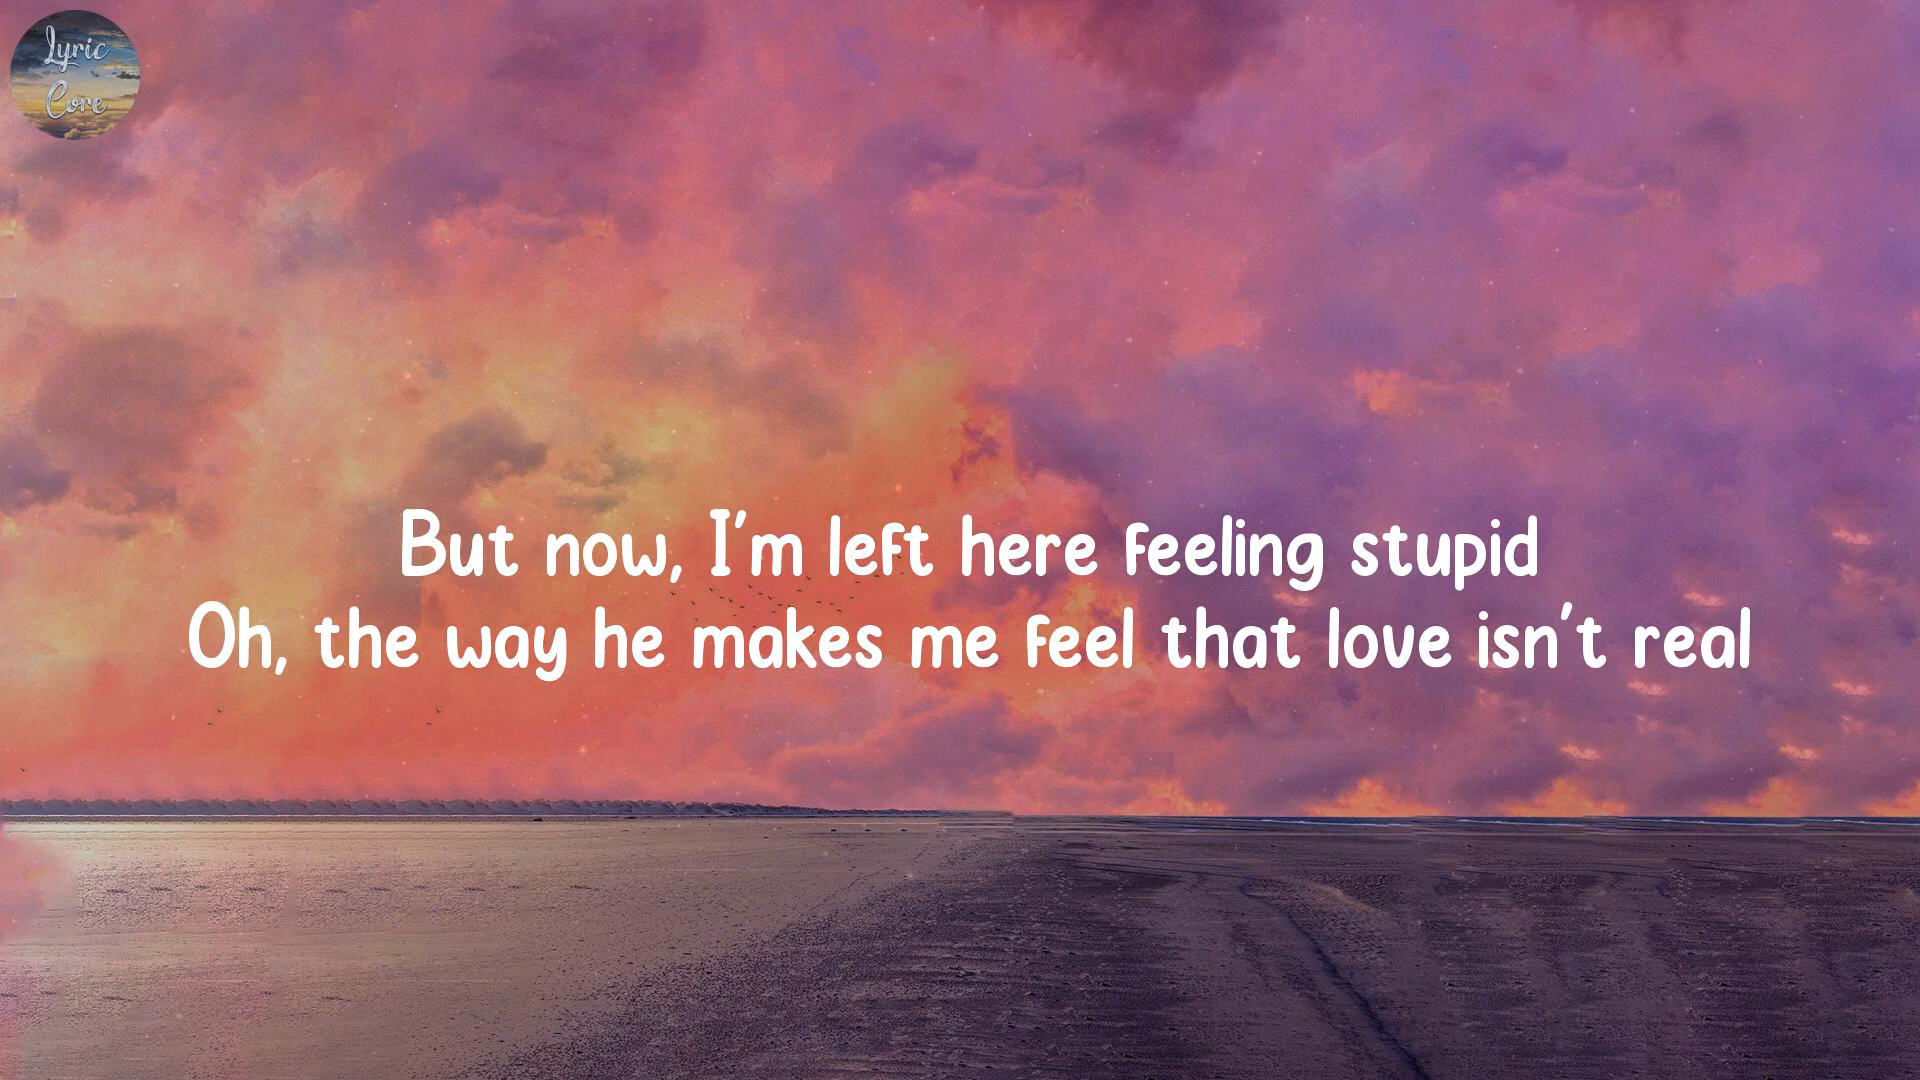 Lyric
Core
But now, I'm left here feeling stupid
Oh, the way he makes me feel that love isn't real